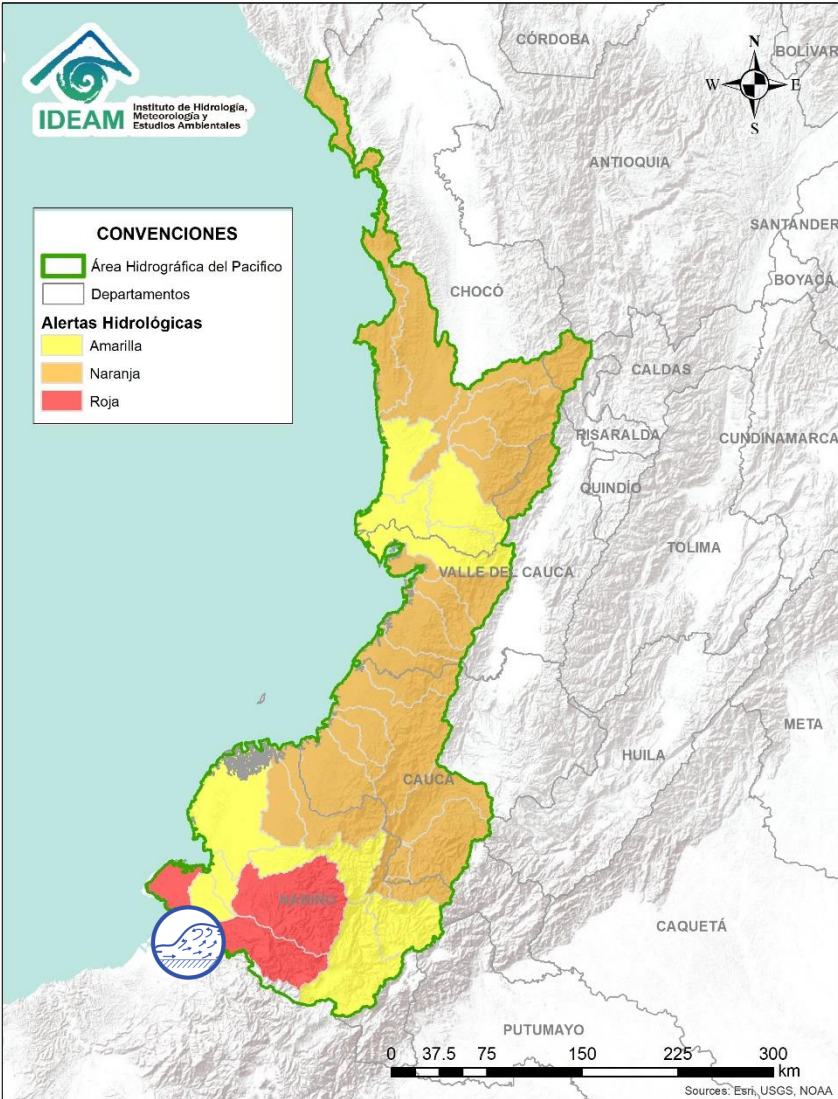 IDEAM
Instituto de Hidrología,
Meteorología y
Estudios Ambientales
N
W
E
S
CONVENCIONES
Área Hidrográfica del Pacifico
Departamentos
Alertas Hidrológicas
Amarilla
Naranja
Roja
CÓRDOBA
BOLÍVAR
ANTIOQUIA
SANTANDER
BOYACÁ
CHOCÓ
CALDAS
RISARALDA
CUNDINAMARCA
QUINDÍO
TOLIMA
VALLE DEL CAUCA
META
HUILA
CAUCA
NARIÑO
CAQUETÁ
PUTUMAYO
0 37.5 75 150 225 300
km
Sources: Esri, USGS, NOAA